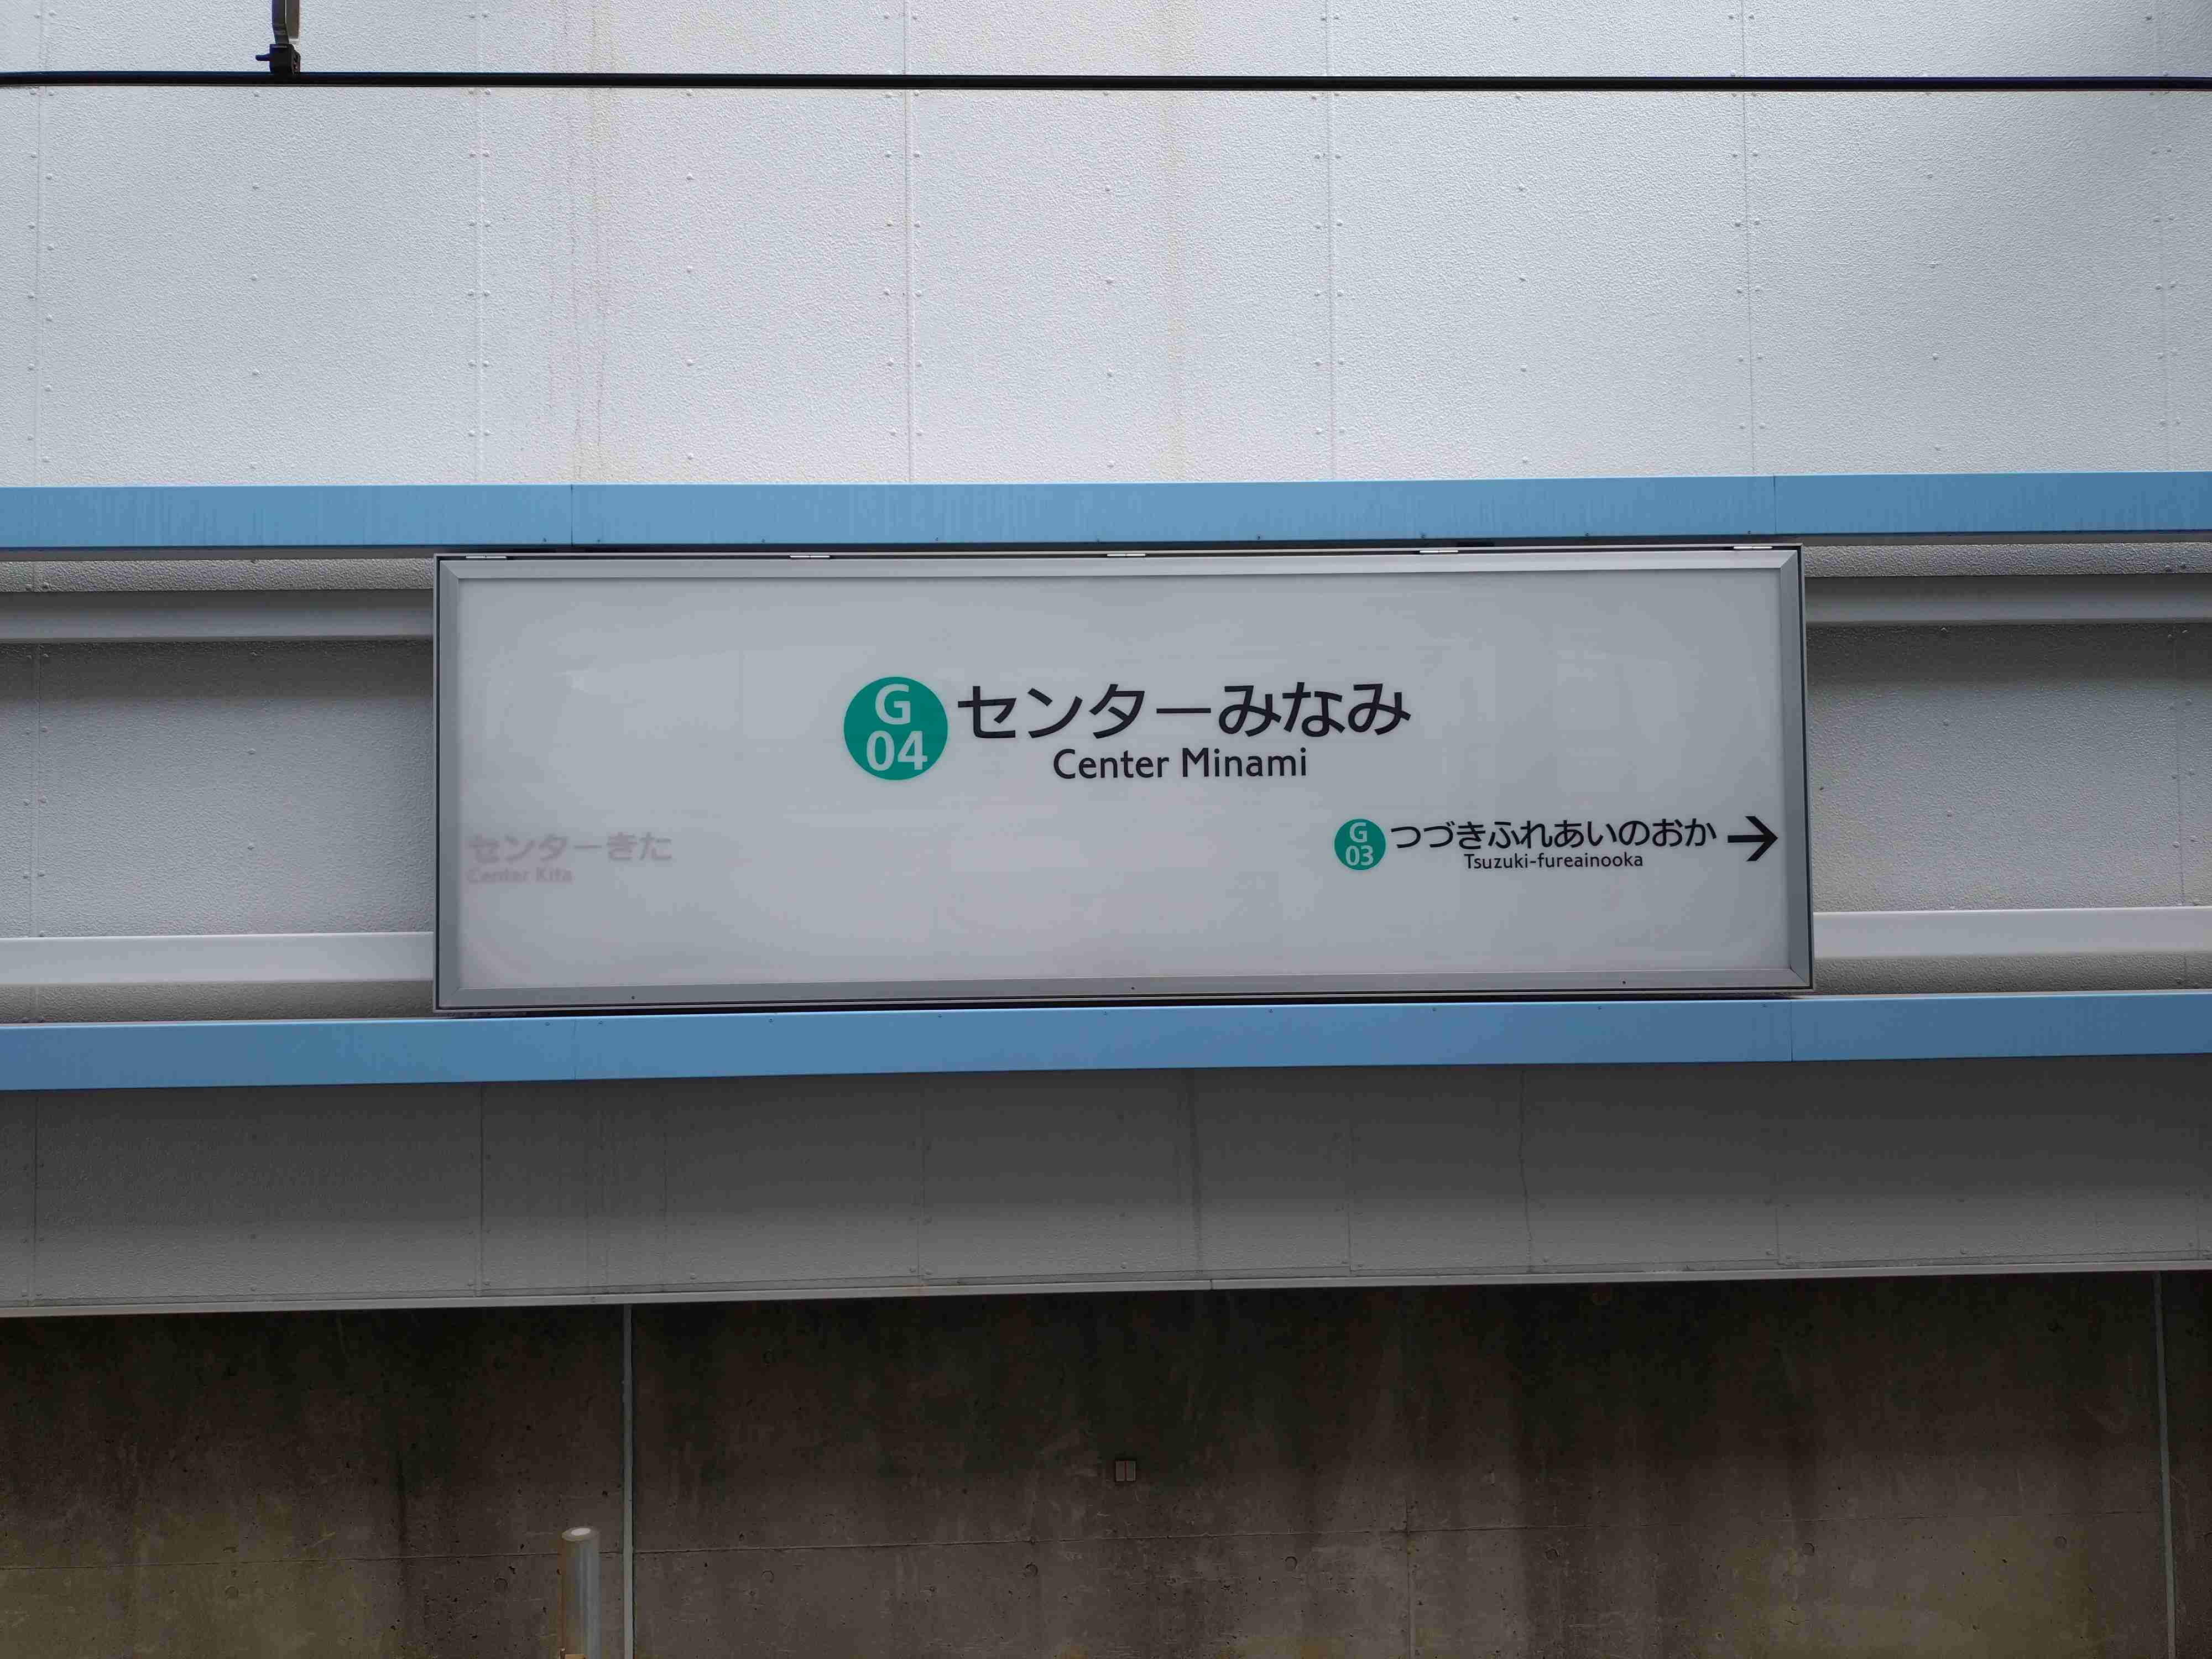 G
04
センターみなみ
Center Minami
センターきた
Center Kita
G
03
つづきふれあいのおか →
Tsuzuki-fureainooka